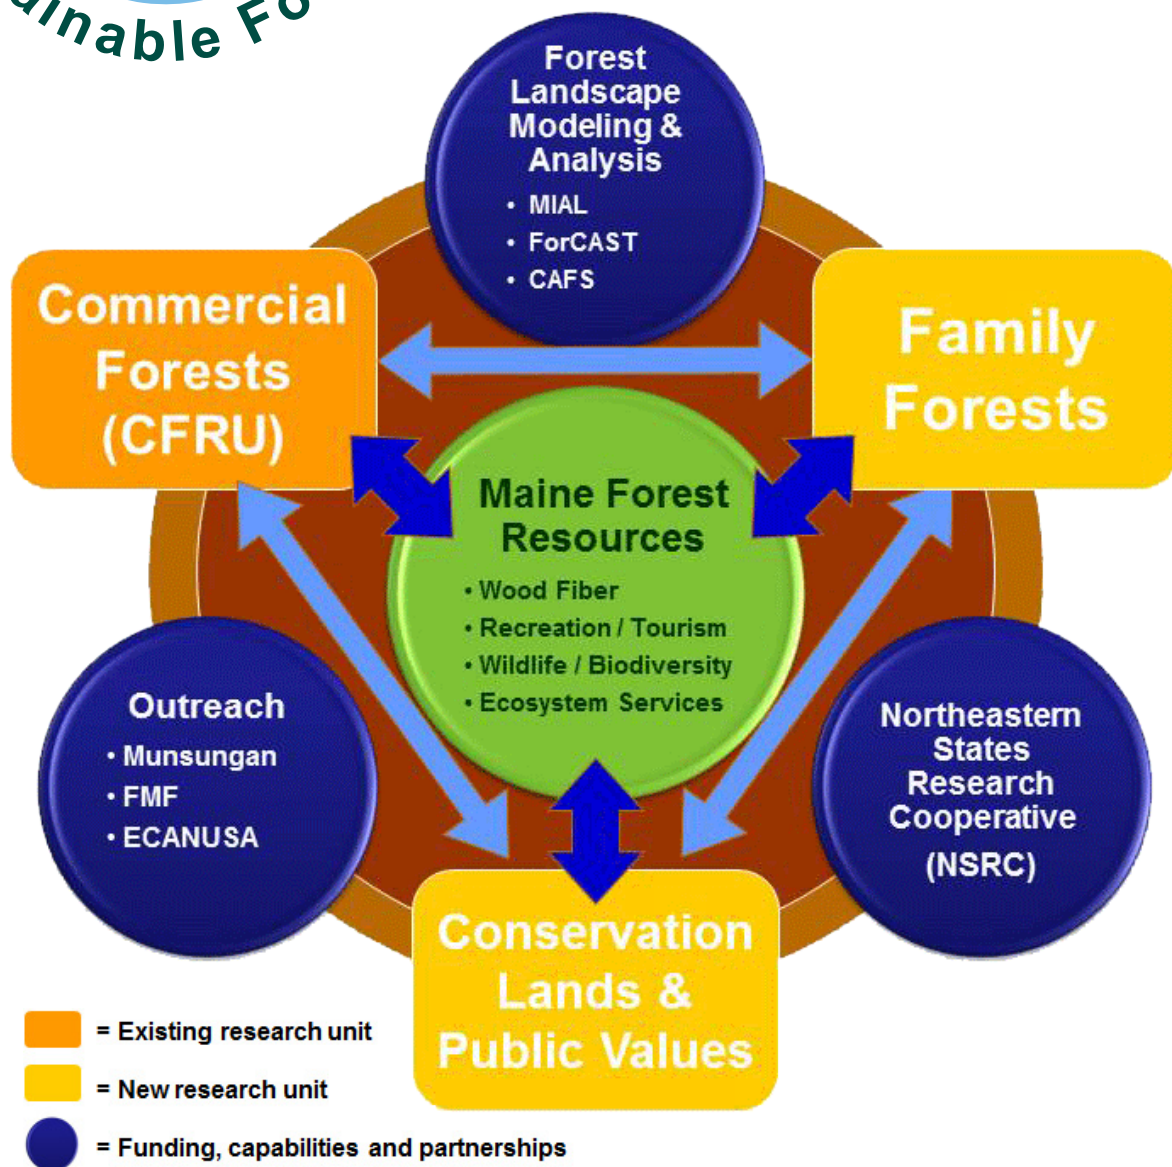 inable Fo
Forest
Landscape
Modeling &
Analysis
• MIAL
• ForCAST
• CAFS
Commercial
Forests
(CFRU)
Family
Forests
Maine Forest
Resources
• Wood Fiber
• Recreation / Tourism
• Wildlife / Biodiversity
• Ecosystem Services
Outreach
• Munsungan
• FMF
• ECANUSA
Northeastern
States
Research
Cooperative
(NSRC)
Conservation
Lands &
Public Values
= Existing research unit
= New research unit
= Funding, capabilities and partnerships